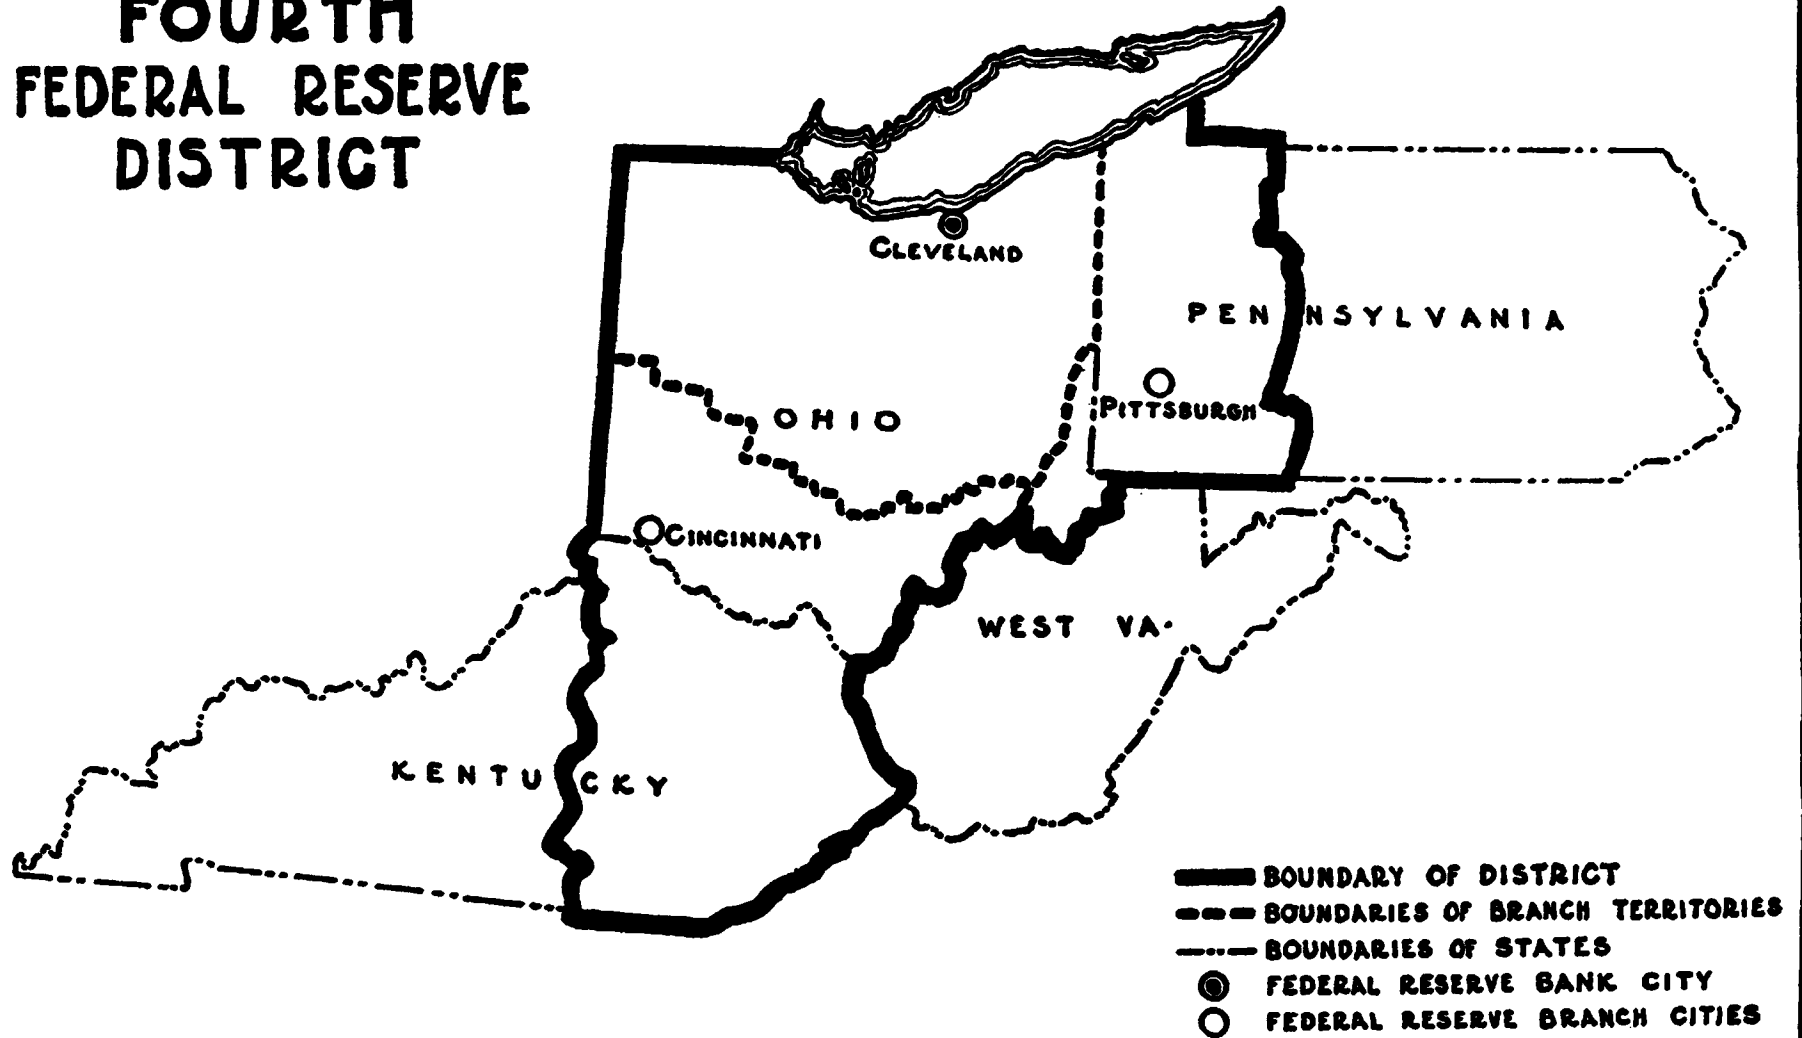 FOURTH
FEDERAL RESERVE
DISTRICT
CLEVELAND
PENNSYLVANIA
PITTSBURGH
OHIO
CINCINNATI
WEST VA.
KENTUCKY
BOUNDARY OF DISTRICT
BOUNDARIES OF BRANCH TERRITORIES
BOUNDARIES OF STATES
FEDERAL RESERVE BANK CITY
FEDERAL RESERVE BRANCH CITIES